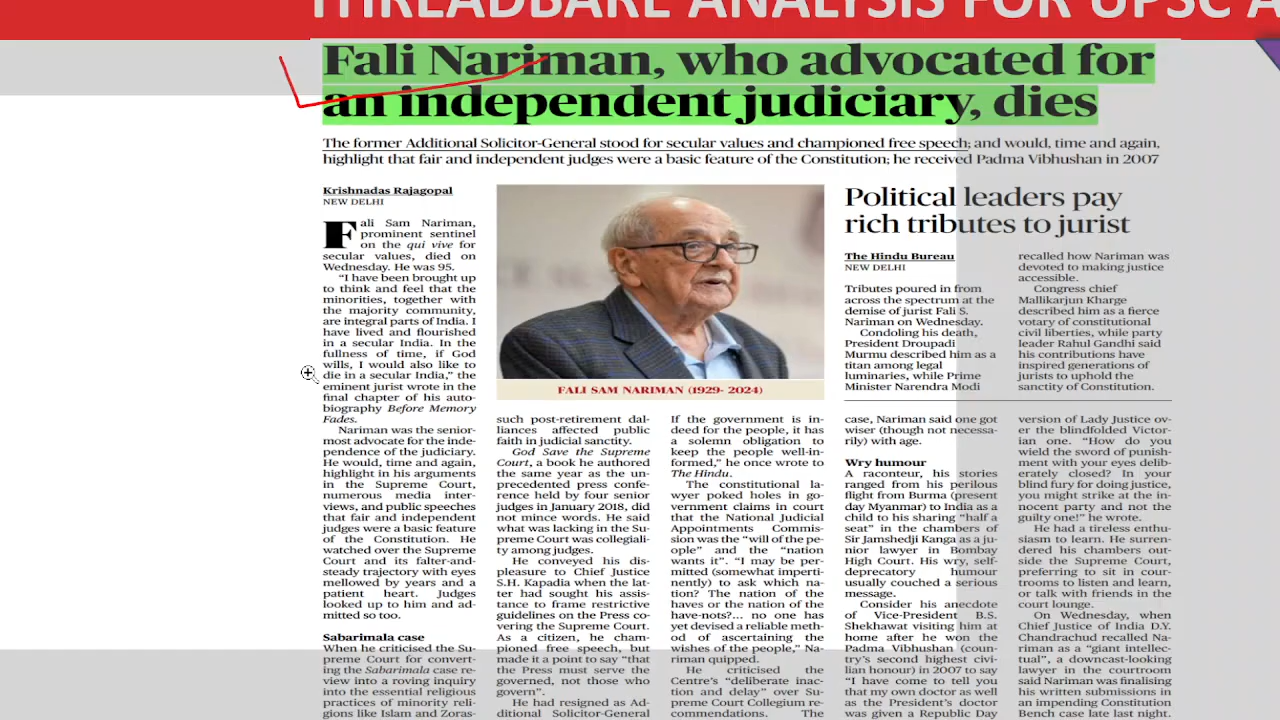 THREADBARE ANALYSIS FOR UPSC A
Fali Nariman, who advocated for
an independent judiciary, dies
The former Additional Solicitor-General stood for secular values and championed free speech; and would, time and again,
highlight that fair and independent judges were a basic feature of the Constitution; he received Padma Vibhushan in 2007
Krishnadas Rajagopal
NEW DELHI
Fali Sam Nariman,
prominent sentinel
on the qui vive for
secular values, died on
Wednesday. He was 95.
“I have been brought up
to think and feel that the
minorities, together with
the majority community,
are integral parts of India. I
have lived and flourished
in a secular India. In the
fullness of time, if God
wills, I would also like to
die in a secular India,” the
eminent jurist wrote in the
final chapter of his auto-
biography Before Memory
Fades.
Nariman was the senior-
most advocate for the inde-
pendence of the judiciary.
He would, time and again,
highlight in his arguments
in the Supreme Court,
numerous media inter-
views, and public speeches
that fair and independent
judges were a basic feature
of the Constitution. He
watched over the Supreme
Court and its falter-and-
steady trajectory with eyes
mellowed by years and a
patient heart. Judges
looked up to him and ad-
mitted so too.
Sabarimala case
When he criticised the Su-
preme Court for convert-
ing the Sabarimala case re-
view into a roving inquiry
into the essential religious
practices of minority reli-
gions like Islam and Zoras-
FALI SAM NARIMAN (1929- 2024)
such post-retirement dal-
liances affected public
faith in judicial sanctity.
God Save the Supreme
Court, a book he authored
the same year as the un-
precedented press confe-
rence held by four senior
judges in January 2018, did
not mince words. He said
what was lacking in the Su-
preme Court was collegiali-
ty among judges.
He conveyed his dis-
pleasure to Chief Justice
S.H. Kapadia when the lat-
ter had sought his assis-
tance to frame restrictive
guidelines on the Press co-
vering the Supreme Court.
As a citizen, he cham-
pioned free speech, but
made it a point to say “that
the Press must serve the
governed, not those who
govern”.
He had resigned as Ad-
ditional Solicitor-General
If the government is in-
deed for the people, it has
a solemn obligation to
keep the people well-in-
formed,” he once wrote to
The Hindu.
The constitutional la-
wyer poked holes in go-
vernment claims in court
that the National Judicial
Appointments Commis-
sion was the “will of the pe-
ople” and the “nation
wants it”. “I may be per-
mitted (somewhat imperti-
nently) to ask which na-
tion? The nation of the
haves or the nation of the
have-nots?... no one has
yet devised a reliable meth-
od of ascertaining the
wishes of the people,” Na-
riman quipped.
He criticised the
Centre’s “deliberate inac-
tion and delay” over Su-
preme Court Collegium re-
commendations. The
Political leaders pay
rich tributes to jurist
The Hindu Bureau
NEW DELHI
Tributes poured in from
across the spectrum at the
demise of jurist Fali S.
Nariman on Wednesday.
Condoling his death,
President Droupadi
Murmu described him as a
titan among legal
luminaries, while Prime
Minister Narendra Modi
recalled how Nariman was
devoted to making justice
accessible.
Congress chief
Mallikarjun Kharge
described him as a fierce
votary of constitutional
civil liberties, while party
leader Rahul Gandhi said
his contributions have
inspired generations of
jurists to uphold the
sanctity of Constitution.
case, Nariman said one got
wiser (though not necessa-
rily) with age.
Wry humour
A raconteur, his stories
ranged from his perilous
flight from Burma (present
day Myanmar) to India as a
child to his sharing “half a
seat” in the chambers of
Sir Jamshedji Kanga as a ju-
nior lawyer in Bombay
High Court. His wry, self-
deprecatory humour
usually couched a serious
message.
Consider his anecdote
of Vice-President B.S.
Shekhawat visiting him at
home after he won the
Padma Vibhushan (coun-
try’s second highest civi-
lian honour) in 2007 to say
“I have come to tell you
that my own doctor as well
as the President’s doctor
was given a Republic Day
version of Lady Justice ov-
er the blindfolded Victor-
ian one. “How do you
wield the sword of punish-
ment with your eyes delib-
erately closed? In your
blind fury for doing justice,
you might strike at the in-
nocent party and not the
guilty one!” he wrote.
He had a tireless enthu-
siasm to learn. He surren-
dered his chambers out-
side the Supreme Court,
preferring to sit in cour-
trooms to listen and learn,
or talk with friends in the
court lounge.
On Wednesday, when
Chief Justice of India D.Y.
Chandrachud recalled Na-
riman as a “giant intellec-
tual”, a downcast-looking
lawyer in the courtroom
said Nariman was finalising
his written submissions in
an impending Constitution
Bench case late last night.